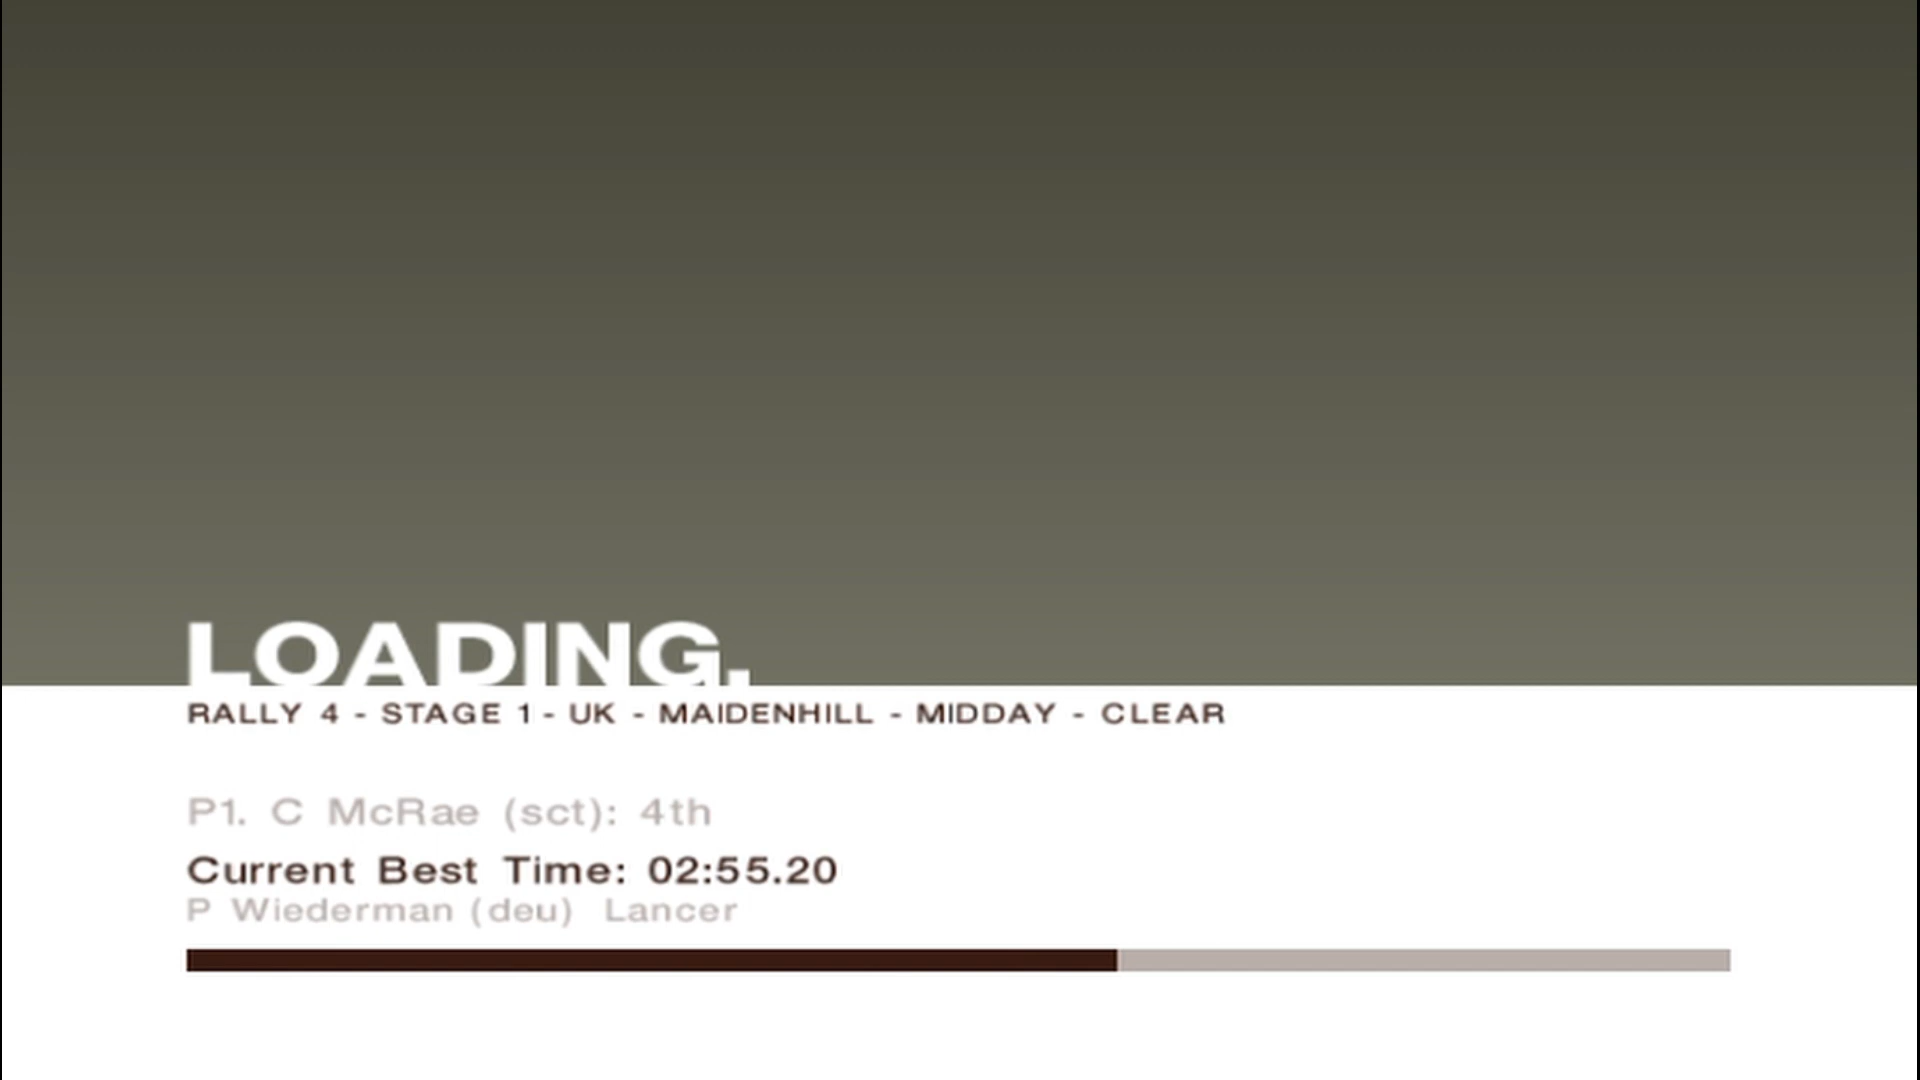 LOADING.
RALLY 4 - STAGE 1 - UK - MAIDENHILL - MIDDAY - CLEAR
P1. C McRae (sct): 4th
Current Best Time: 02:55.20
P Wiederman (deu) Lancer